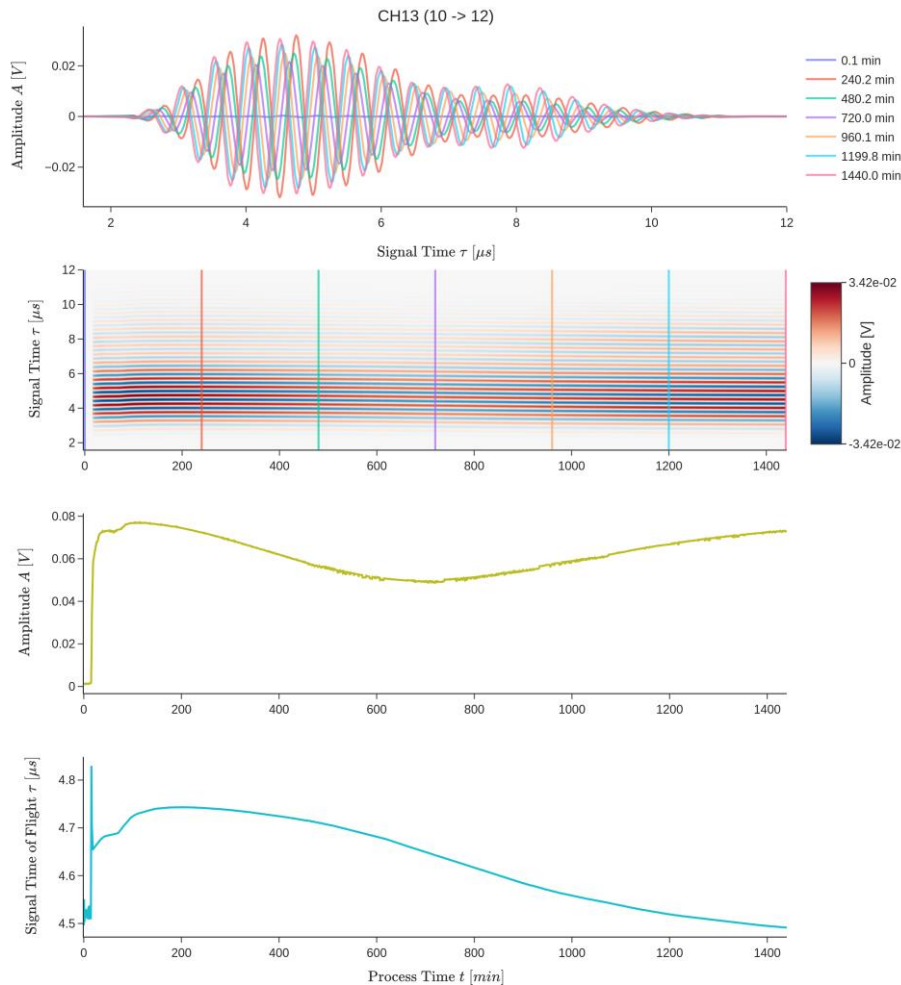 CH13 (10 -> 12)
Amplitude A [V]
0.02
0
−0.02
2 4 6 8 10 12
Signal Time τ [μs]
0.1 min
240.2 min
480.2 min
720.0 min
960.1 min
1199.8 min
1440.0 min
Signal Time τ [μs]
12
10
8
6
4
2
0 200 400 600 800 1000 1200 1400
3.42e-02
0
−3.42e-02
Amplitude [V]
Amplitude A [V]
0.08
0.06
0.04
0.02
0
0 200 400 600 800 1000 1200 1400
Signal Time of Flight τ [μs]
4.8
4.7
4.6
4.5
0 200 400 600 800 1000 1200 1400
Process Time t [min]